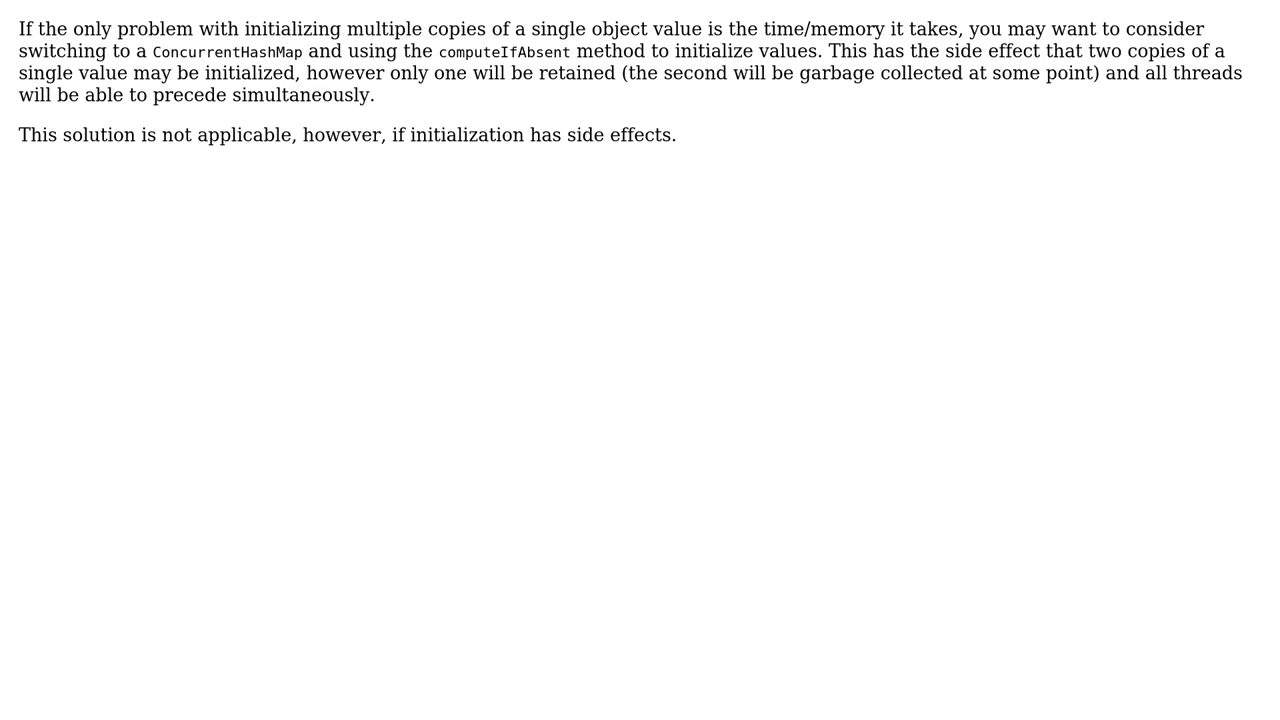 If the only problem with initializing multiple copies of a single object value is the time/memory it takes, you may want to consider
switching to a ConcurrentHashMap and using the computeIfAbsent method to initialize values. This has the side effect that two copies of a
single value may be initialized, however only one will be retained (the second will be garbage collected at some point) and all threads
will be able to precede simultaneously.
This solution is not applicable, however, if initialization has side effects.